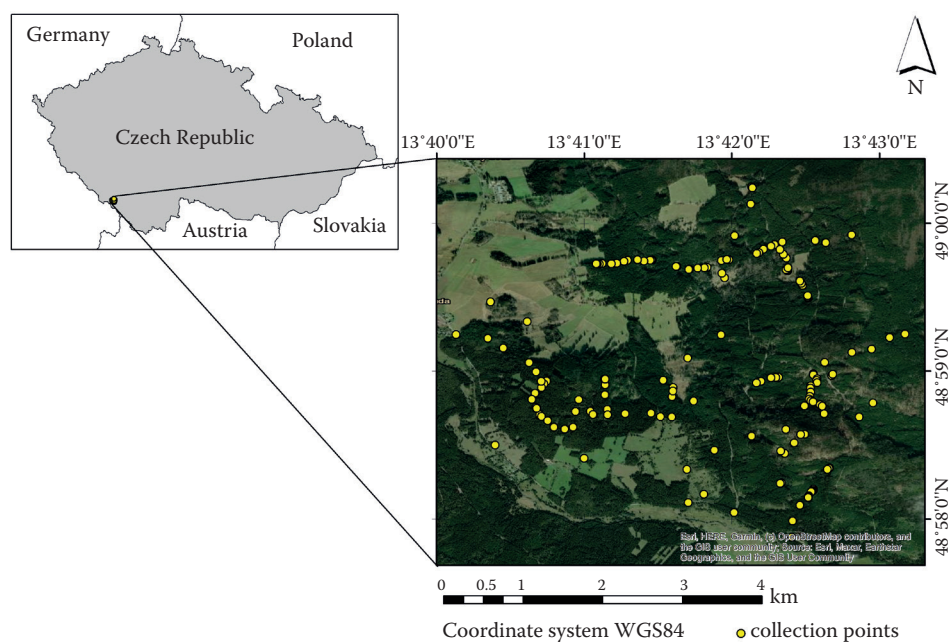 Germany
Poland
Czech Republic
Austria
Slovakia
N
13°40'0"E
13°41'0"E
13°42'0"E
13°43'0"E
49°0'0"N
48°59'0"N
48°58'0"N
da
Esri, HERE, Garmin, (c) OpenStreetMap contributors, and
the GIS user community; Source: Esri, Maxar, Earthstar
Geographics, and the GIS User Community
0 0.5 1 2 3 4
km
Coordinate system WGS84
collection points